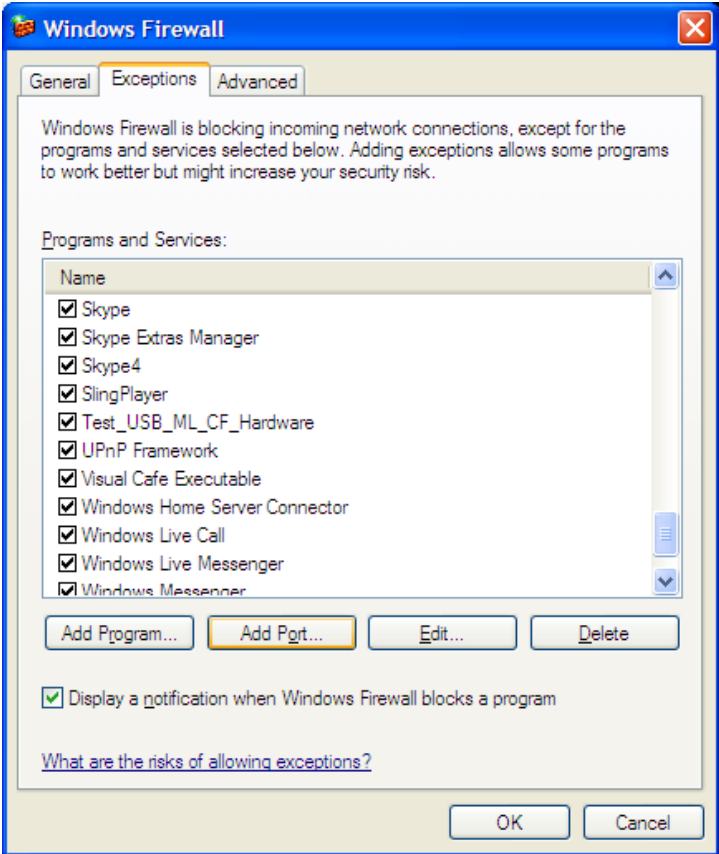 Windows Firewall
General Exceptions Advanced
Windows Firewall is blocking incoming network connections, except for the
programs and services selected below. Adding exceptions allows some programs
to work better but might increase your security risk.
Programs and Services:
Name
Skype
Skype Extras Manager
Skype4
SlingPlayer
Test_USB_ML_CF_Hardware
UPnP Framework
Visual Cafe Executable
Windows Home Server Connector
Windows Live Call
Windows Live Messenger
Windows Messenger
Add Program... Add Port... Edit... Delete
Display a notification when Windows Firewall blocks a program
What are the risks of allowing exceptions?
OK Cancel